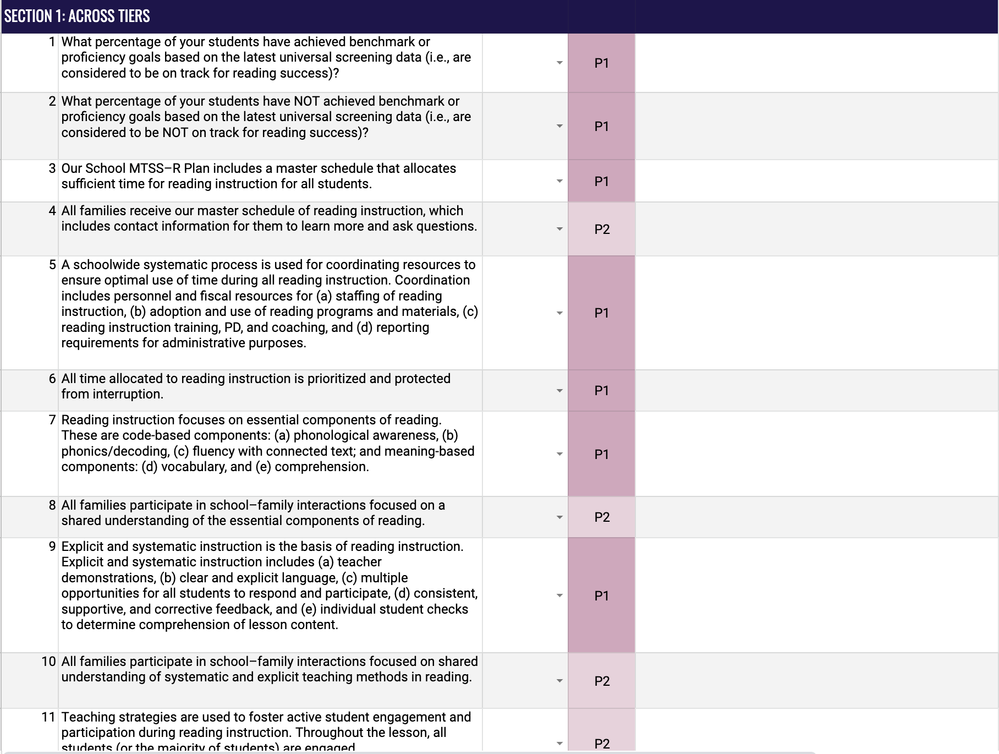 SECTION 1: ACROSS TIERS
1 What percentage of your students have achieved benchmark or
proficiency goals based on the latest universal screening data (i.e., are
considered to be on track for reading success)?
P1
2 What percentage of your students have NOT achieved benchmark or
proficiency goals based on the latest universal screening data (i.e., are
considered to be NOT on track for reading success)?
P1
3 Our School MTSS–R Plan includes a master schedule that allocates
sufficient time for reading instruction for all students.
P1
4 All families receive our master schedule of reading instruction, which
includes contact information for them to learn more and ask questions.
P2
5 A schoolwide systematic process is used for coordinating resources to
ensure optimal use of time during all reading instruction. Coordination
includes personnel and fiscal resources for (a) staffing of reading
instruction, (b) adoption and use of reading programs and materials, (c)
reading instruction training, PD, and coaching, and (d) reporting
requirements for administrative purposes.
P1
6 All time allocated to reading instruction is prioritized and protected
from interruption.
P1
7 Reading instruction focuses on essential components of reading.
These are code-based components: (a) phonological awareness, (b)
phonics/decoding, (c) fluency with connected text; and meaning-based
components: (d) vocabulary, and (e) comprehension.
P1
8 All families participate in school–family interactions focused on a
shared understanding of the essential components of reading.
P2
9 Explicit and systematic instruction is the basis of reading instruction.
Explicit and systematic instruction includes (a) teacher
demonstrations, (b) clear and explicit language, (c) multiple
opportunities for all students to respond and participate, (d) consistent,
supportive, and corrective feedback, and (e) individual student checks
to determine comprehension of lesson content.
P1
10 All families participate in school–family interactions focused on shared
understanding of systematic and explicit teaching methods in reading.
P2
11 Teaching strategies are used to foster active student engagement and
participation during reading instruction. Throughout the lesson, all
students (or the majority of students) are engaged
P2